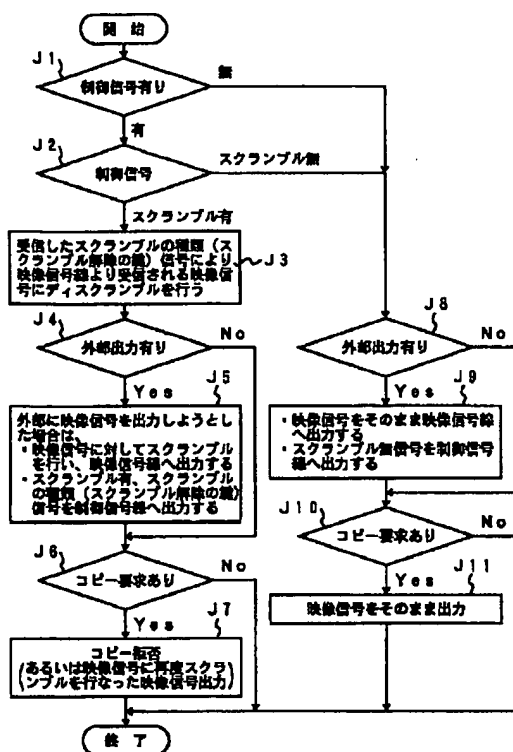 開 始
J1
制御信号有り
無
有
J2
制御信号
スクランブル無
スクランブル有
受信したスクランブルの種類（ス
クランブル解除の鍵）信号により
映像信号線より受信される映像信
号にディスクランブルを行う
J3
J4
外部出力有り
No
Yes
J5
外部に映像信号を出力しようとし
た場合は、
・映像信号に対してスクランブル
を行い、映像信号線へ出力する
・スクランブル有、スクランブル
の種類（スクランブル解除の鍵）
信号を制御信号線へ出力する
J6
コピー要求あり
No
Yes
J7
コピー拒否
(あるいは映像信号に再度スクラ
ンブルを行なった映像信号出力)
終 了
J8
外部出力有り
No
Yes
J9
・映像信号をそのまま映像信号線
へ出力する
・スクランブル無信号を制御信号
線へ出力する
J10
コピー要求あり
No
Yes
J11
映像信号をそのまま出力